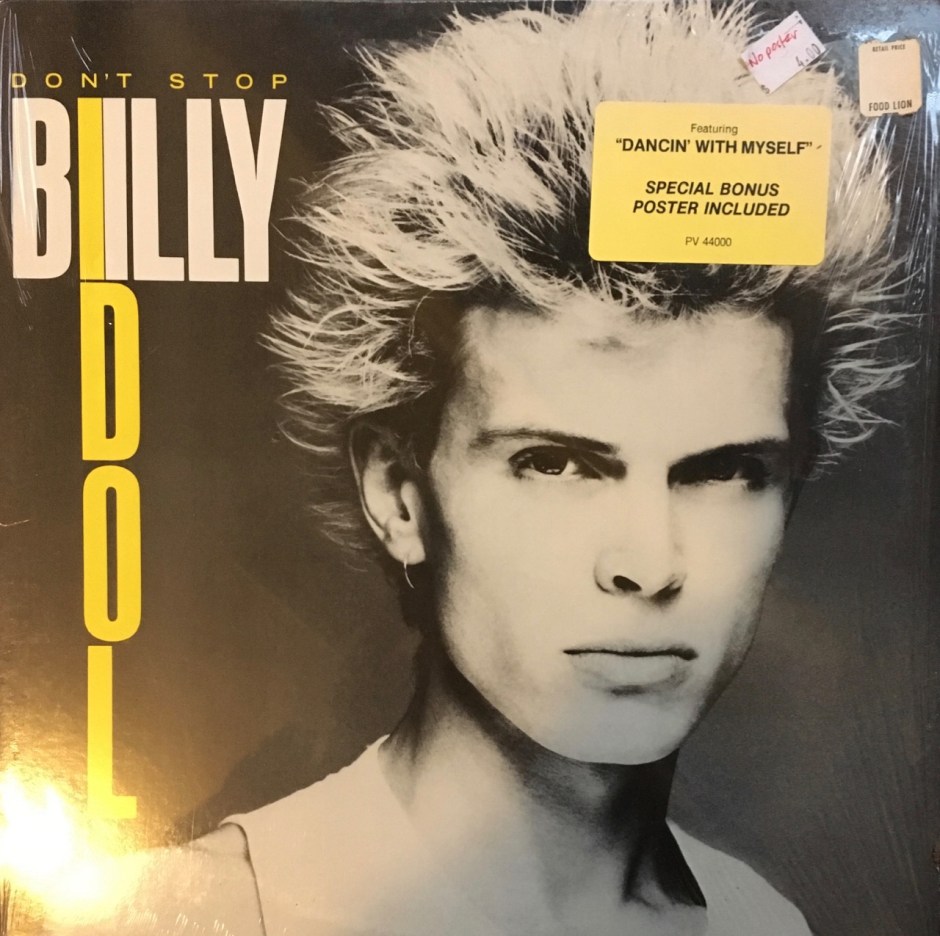 DON'T STOP
BILLY
IDOL
No poster
4.00
RETAIL PRICE
FOOD LION
Featuring
"DANCIN' WITH MYSELF"
SPECIAL BONUS
POSTER INCLUDED
PV 44000